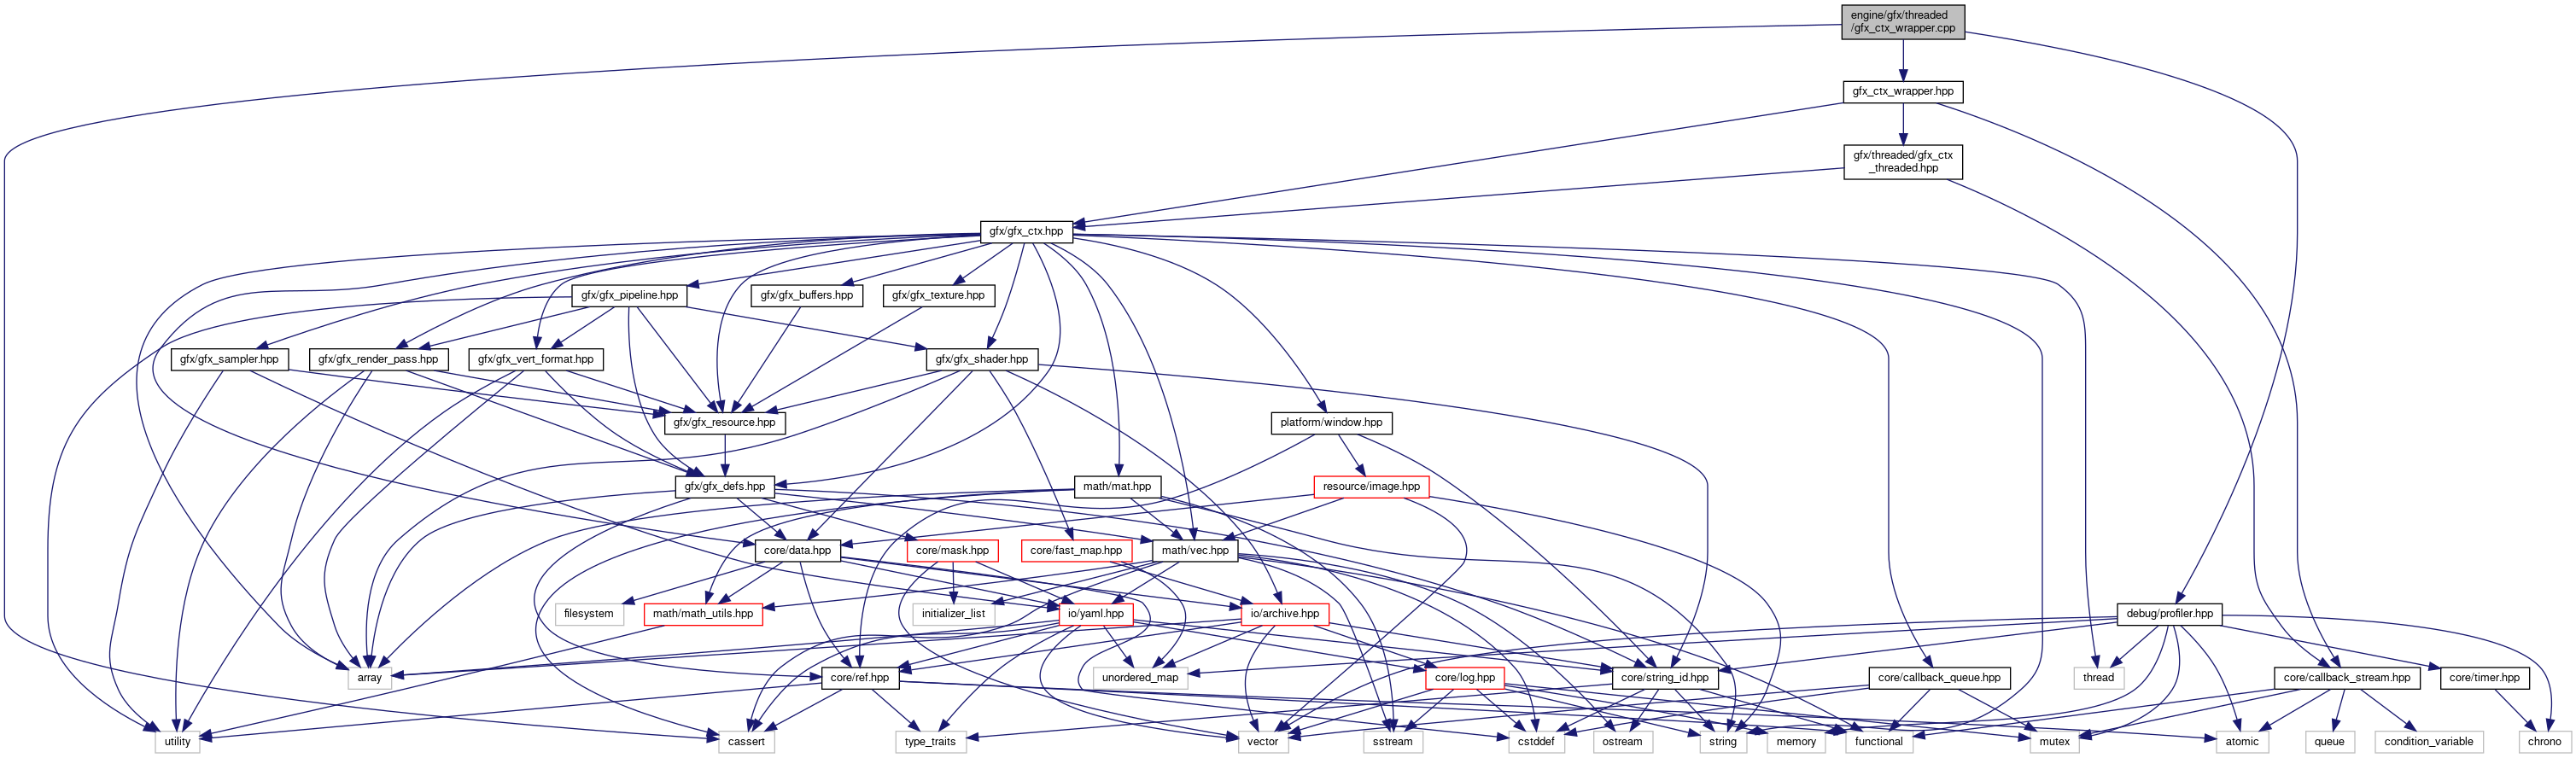 engine/gfx/threaded
/gfx_ctx_wrapper.cpp
gfx_ctx_wrapper.hpp
gfx/threaded/gfx_ctx
_threaded.hpp
gfx/gfx_ctx.hpp
gfx/gfx_pipeline.hpp
gfx/gfx_buffers.hpp
gfx/gfx_texture.hpp
gfx/gfx_sampler.hpp
gfx/gfx_render_pass.hpp
gfx/gfx_vert_format.hpp
gfx/gfx_shader.hpp
gfx/gfx_resource.hpp
platform/window.hpp
gfx/gfx_defs.hpp
math/mat.hpp
resource/image.hpp
core/data.hpp
core/mask.hpp
core/fast_map.hpp
math/vec.hpp
filesystem
math/math_utils.hpp
initializer_list
io/yaml.hpp
io/archive.hpp
debug/profiler.hpp
array
core/ref.hpp
unordered_map
core/log.hpp
core/string_id.hpp
core/callback_queue.hpp
thread
core/callback_stream.hpp
core/timer.hpp
utility
cassert
type_traits
vector
sstream
cstddef
ostream
string
memory
functional
mutex
atomic
queue
condition_variable
chrono